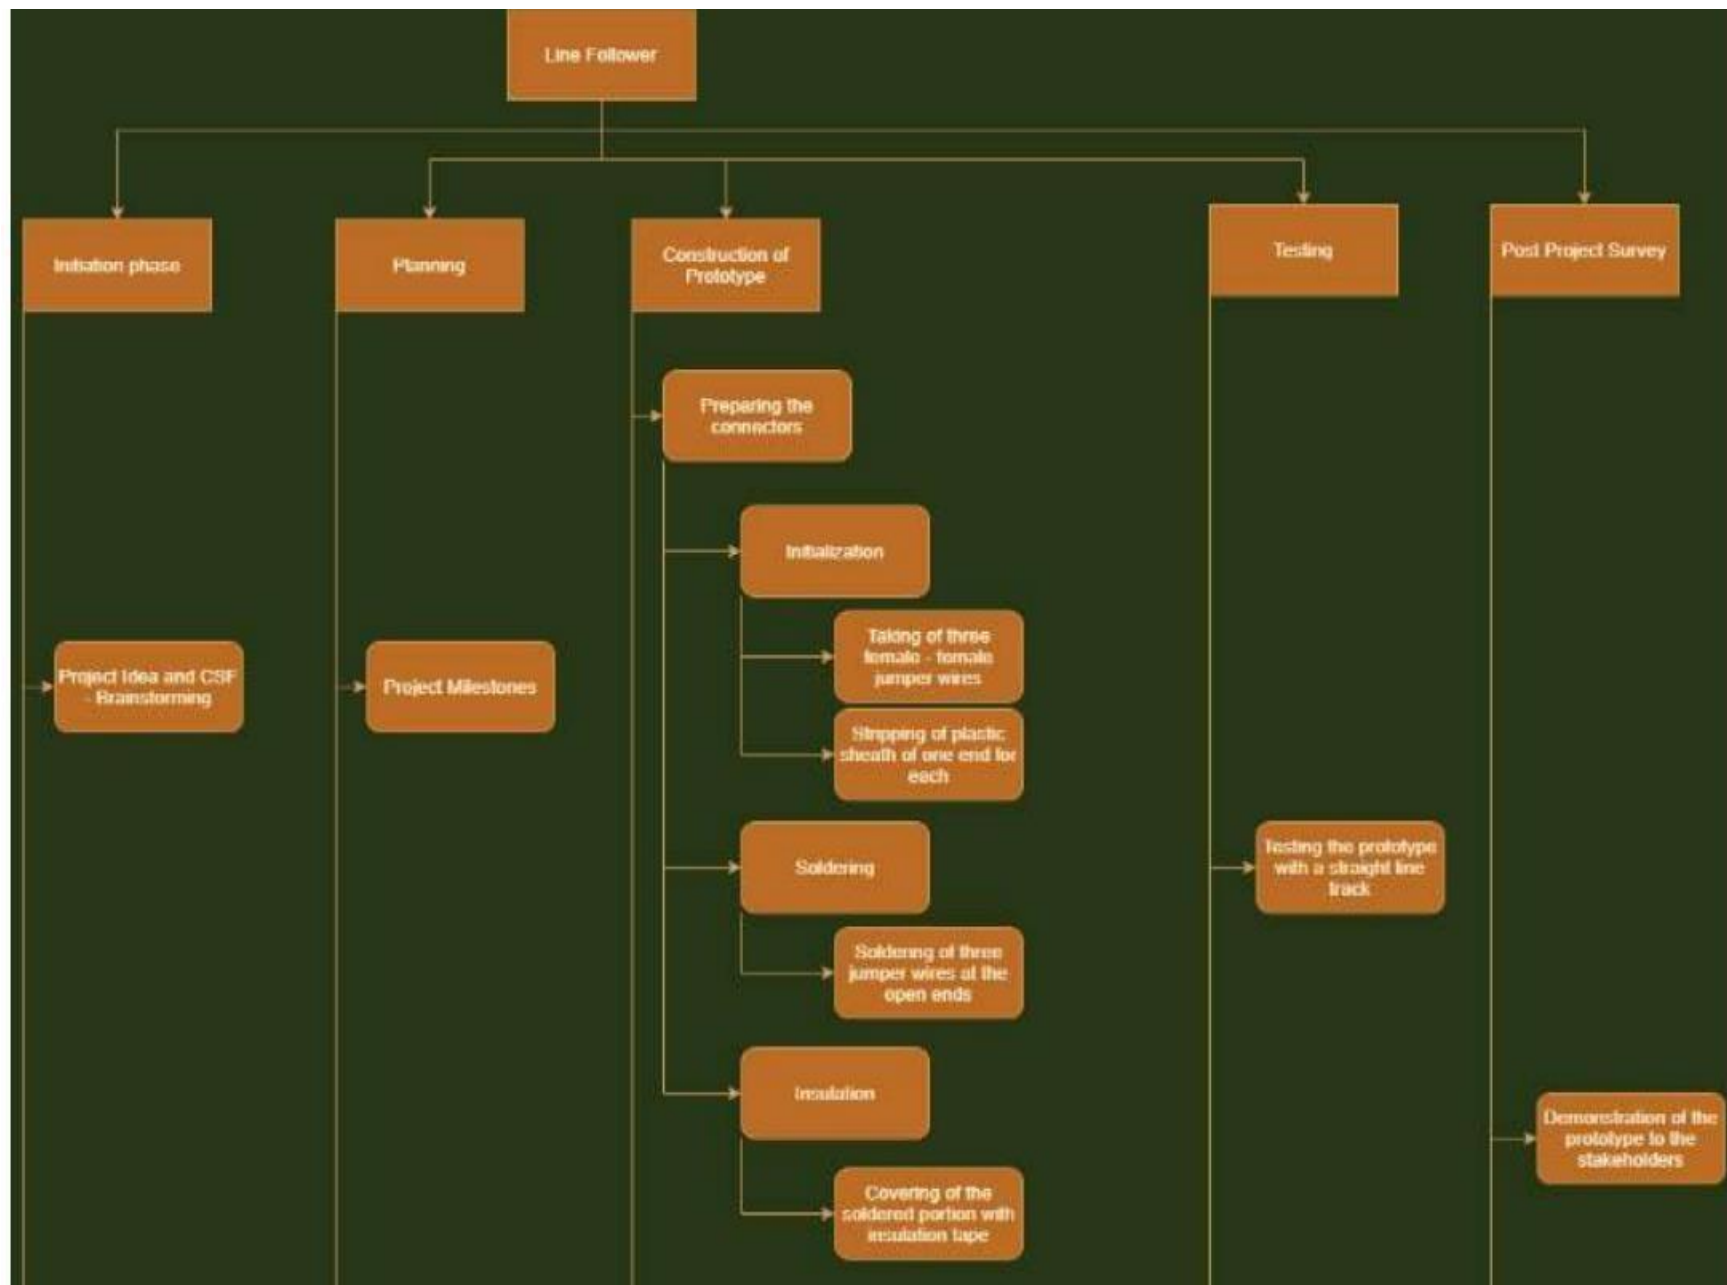 Line Follower
Initiation phase
Planning
Construction of
Prototype
Testing
Post Project Survey
Preparing the
connectors
Initialization
Taking of three
female - female
jumper wires
Project Idea and CSF
- Brainstorming
Project Milestones
Stripping of plastic
sheath of one end for
each
Soldering
Testing the prototype
with a straight line
track
Soldering of three
jumper wires at the
open ends
Insulation
Demonstration of the
prototype to the
stakeholders
Covering of the
soldered portion with
insulation tape